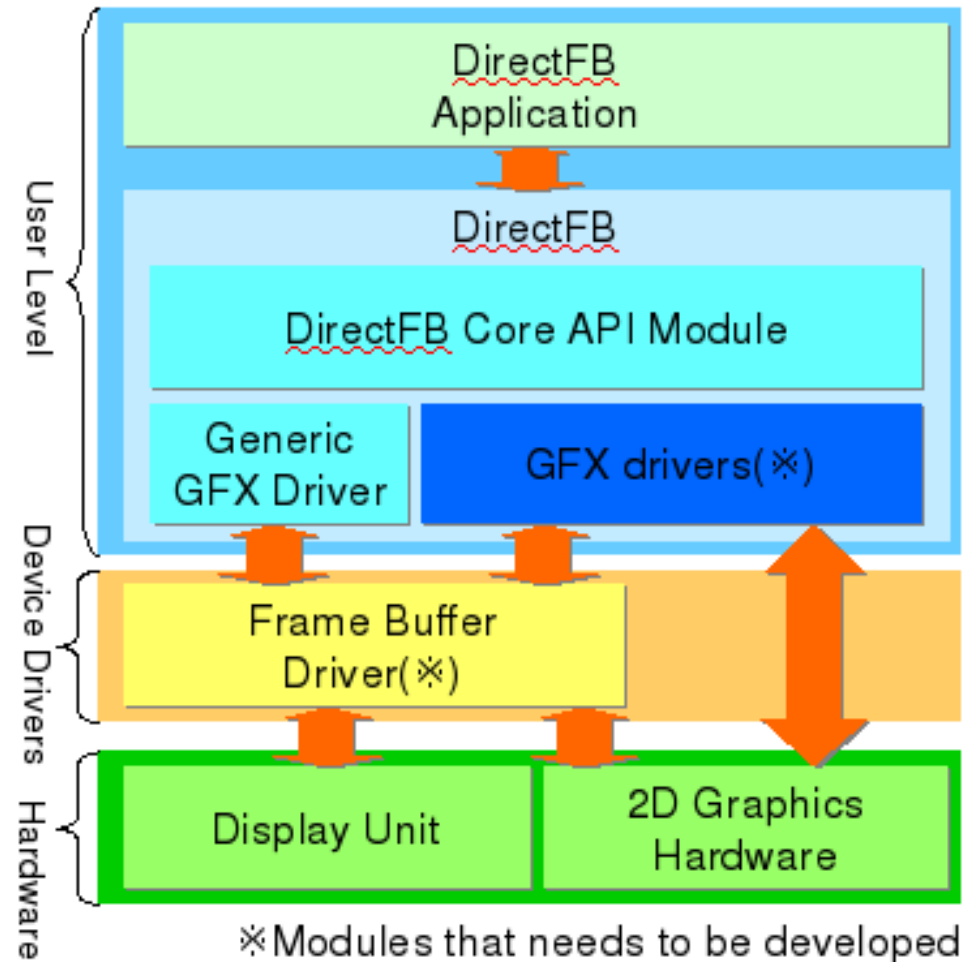 DirectFB
Application
DirectFB
DirectFB Core API Module
Generic
GFX Driver
GFX drivers(※)
Frame Buffer
Driver(※)
Display Unit
2D Graphics
Hardware
User Level
Device Drivers
Hardware
※Modules that needs to be developed